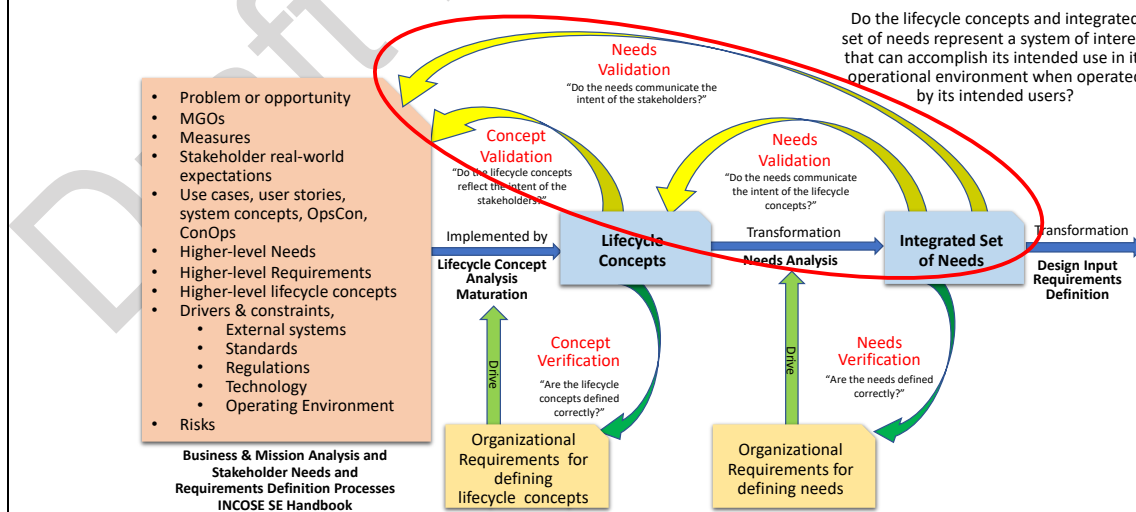 Draft
Do the lifecycle concepts and integrated
set of needs represent a system of interes
that can accomplish its intended use in it
operational environment when operated
by its intended users?
Needs
Validation
"Do the needs communicate the
intent of the stakeholders?"
• Problem or opportunity
• MGOs
• Measures
• Stakeholder real-world
expectations
• Use cases, user stories,
system concepts, OpsCon,
ConOps
• Higher-level Needs
• Higher-level Requirements
• Higher-level lifecycle concepts
• Drivers & constraints,
• External systems
• Standards
• Regulations
• Technology
• Operating Environment
• Risks
Business & Mission Analysis and
Stakeholder Needs and
Requirements Definition Processes
INCOSE SE Handbook
Concept
Validation
"Do the lifecycle concepts
reflect the intent of the
stakeholders?"
Needs
Validation
"Do the needs communicate
the intent of the lifecycle
concepts?"
Implemented by
Lifecycle Concept
Analysis
Maturation
Lifecycle
Concepts
Transformation
Needs Analysis
Integrated Set
of Needs
Transformation
Design Input
Requirements
Definition
Drive
Concept
Verification
"Are the lifecycle
concepts defined
correctly?"
Drive
Needs
Verification
"Are the needs defined
correctly?"
Organizational
Requirements for
defining
lifecycle concepts
Organizational
Requirements for
defining needs